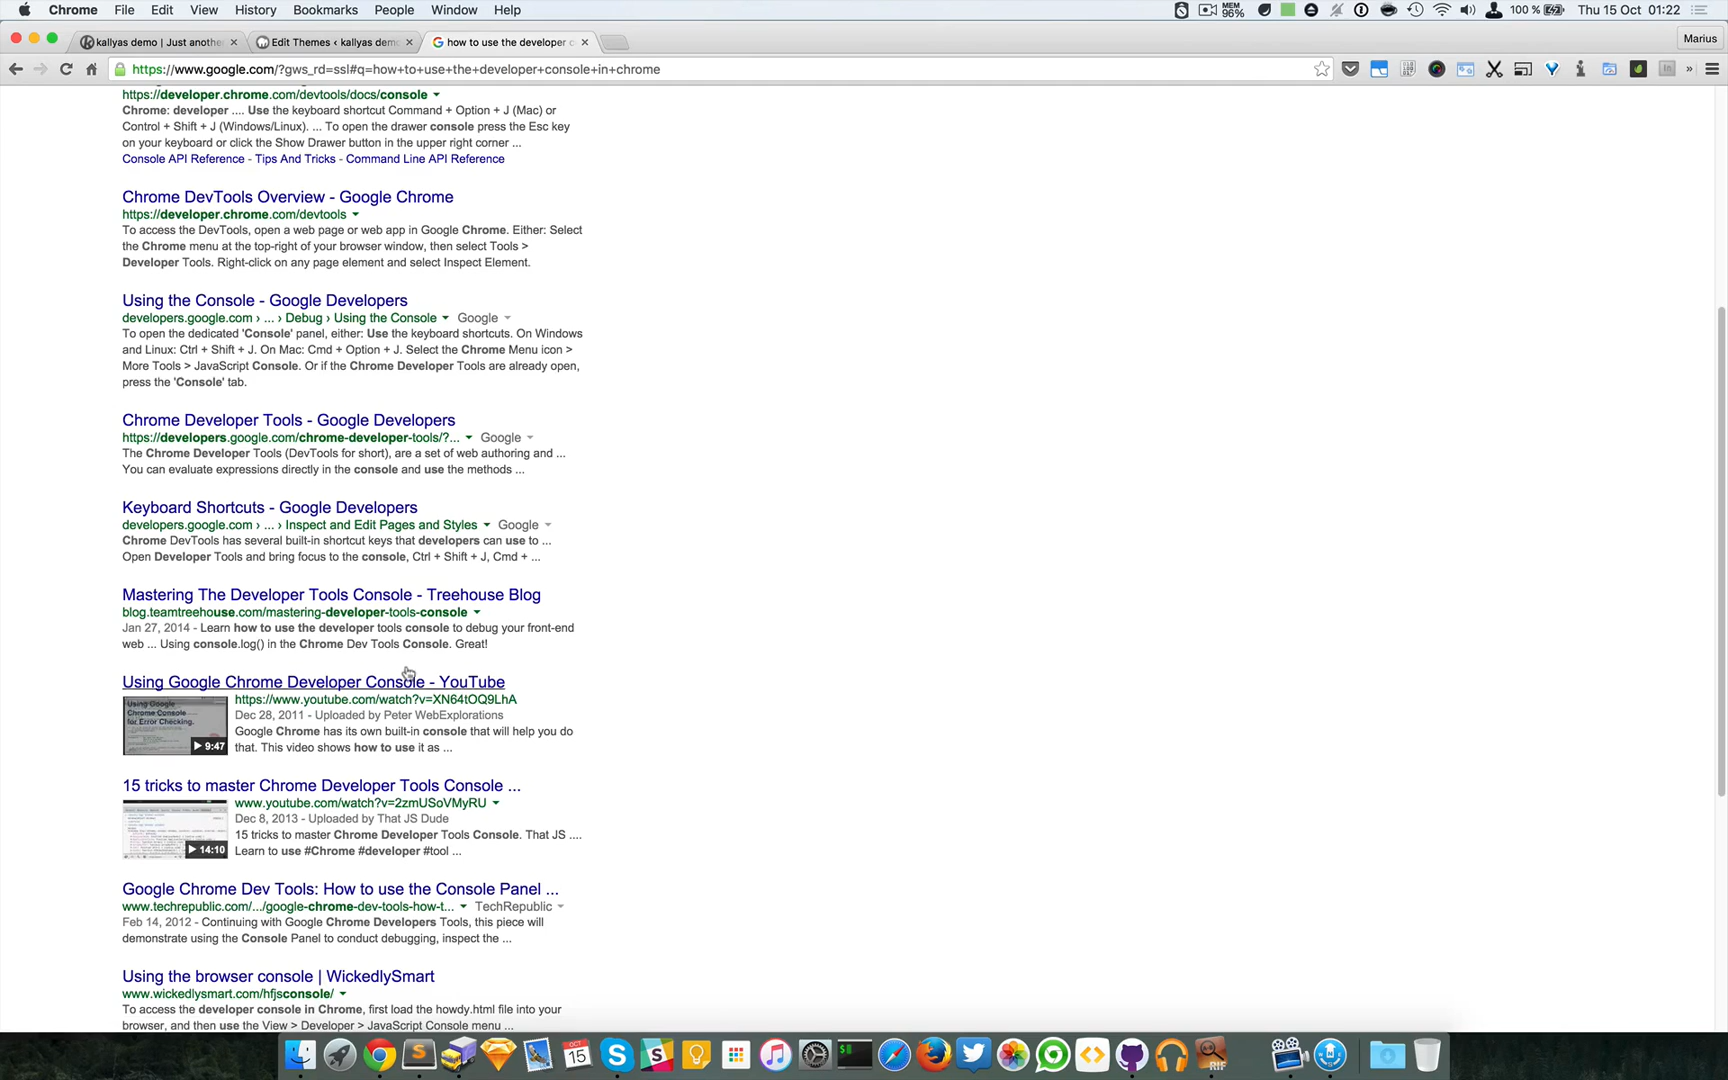 Chrome File Edit View History Bookmarks People Window Help MEM 96% 100 % Thu 15 Oct 01:22
kallyas demo | Just anothe Edit Themes ‹ kallyas demo how to use the developer c Marius
https://www.google.com/?gws_rd=ssl#q=how+to+use+the+developer+console+in+chrome
https://developer.chrome.com/devtools/docs/console
Chrome: developer .... Use the keyboard shortcut Command + Option + J (Mac) or
Control + Shift + J (Windows/Linux). ... To open the drawer console press the Esc key
on your keyboard or click the Show Drawer button in the upper right corner ...
Console API Reference - Tips And Tricks - Command Line API Reference
Chrome DevTools Overview - Google Chrome
https://developer.chrome.com/devtools
To access the DevTools, open a web page or web app in Google Chrome. Either: Select
the Chrome menu at the top-right of your browser window, then select Tools >
Developer Tools. Right-click on any page element and select Inspect Element.
Using the Console - Google Developers
developers.google.com › ... › Debug › Using the Console Google
To open the dedicated 'Console' panel, either: Use the keyboard shortcuts. On Windows
and Linux: Ctrl + Shift + J. On Mac: Cmd + Option + J. Select the Chrome Menu icon >
More Tools > JavaScript Console. Or if the Chrome Developer Tools are already open,
press the 'Console' tab.
Chrome Developer Tools - Google Developers
https://developers.google.com/chrome-developer-tools/?... Google
The Chrome Developer Tools (DevTools for short), are a set of web authoring and ...
You can evaluate expressions directly in the console and use the methods ...
Keyboard Shortcuts - Google Developers
developers.google.com › ... › Inspect and Edit Pages and Styles Google
Chrome DevTools has several built-in shortcut keys that developers can use to ...
Open Developer Tools and bring focus to the console, Ctrl + Shift + J, Cmd + ...
Mastering The Developer Tools Console - Treehouse Blog
blog.teamtreehouse.com/mastering-developer-tools-console
Jan 27, 2014 - Learn how to use the developer tools console to debug your front-end
web ... Using console.log() in the Chrome Dev Tools Console. Great!
Using Google Chrome Developer Console - YouTube
https://www.youtube.com/watch?v=XN64tOQ9LhA
Using Google
Chrome Console
for Error Checking.
9:47
Dec 28, 2011 - Uploaded by Peter WebExplorations
Google Chrome has its own built-in console that will help you do
that. This video shows how to use it as ...
15 tricks to master Chrome Developer Tools Console ...
www.youtube.com/watch?v=2zmUSoVMyRU
14:10
Dec 8, 2013 - Uploaded by That JS Dude
15 tricks to master Chrome Developer Tools Console. That JS ....
Learn to use #Chrome #developer #tool ...
Google Chrome Dev Tools: How to use the Console Panel ...
www.techrepublic.com/.../google-chrome-dev-tools-how-t... TechRepublic
Feb 14, 2012 - Continuing with Google Chrome Developers Tools, this piece will
demonstrate using the Console Panel to conduct debugging, inspect the ...
Using the browser console | WickedlySmart
www.wickedlysmart.com/hfjsconsole/
To access the developer console in Chrome, first load the howdy.html file into your
browser, and then use the View > Developer > JavaScript Console menu ...
OCT
15
RIF